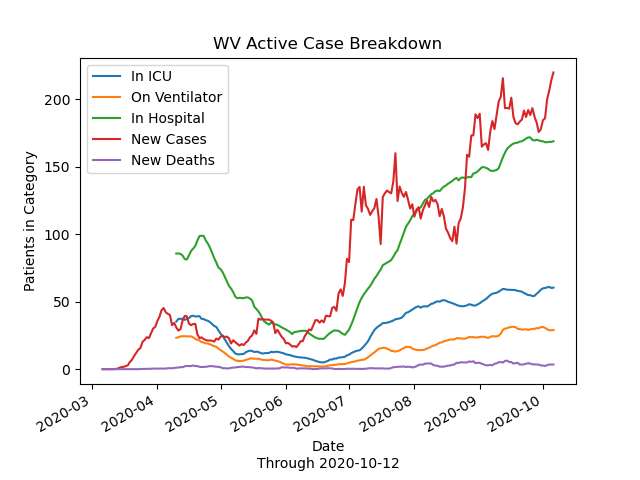 WV Active Case Breakdown
In ICU
On Ventilator
In Hospital
New Cases
New Deaths
Patients in Category
200
150
100
50
0
2020-03
2020-04
2020-05
2020-06
2020-07
2020-08
2020-09
2020-10
Date
Through 2020-10-12